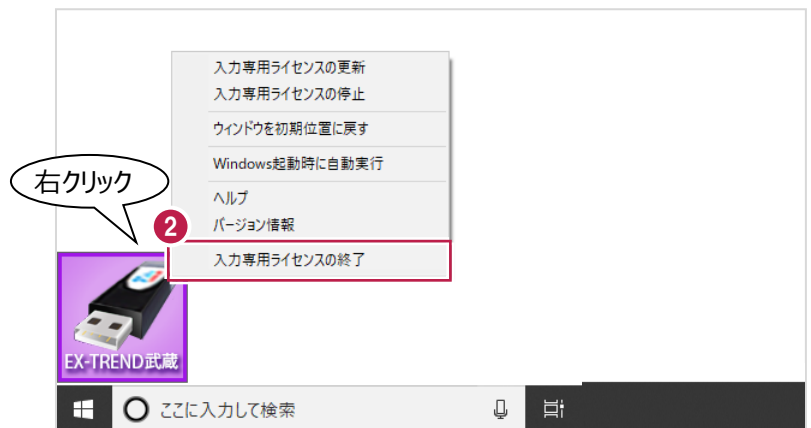 入力専用ライセンスの更新
入力専用ライセンスの停止
ウィンドウを初期位置に戻す
Windows起動時に自動実行
ヘルプ
バージョン情報
入力専用ライセンスの終了
右クリック
2
EX-TREND武蔵
ここに入力して検索